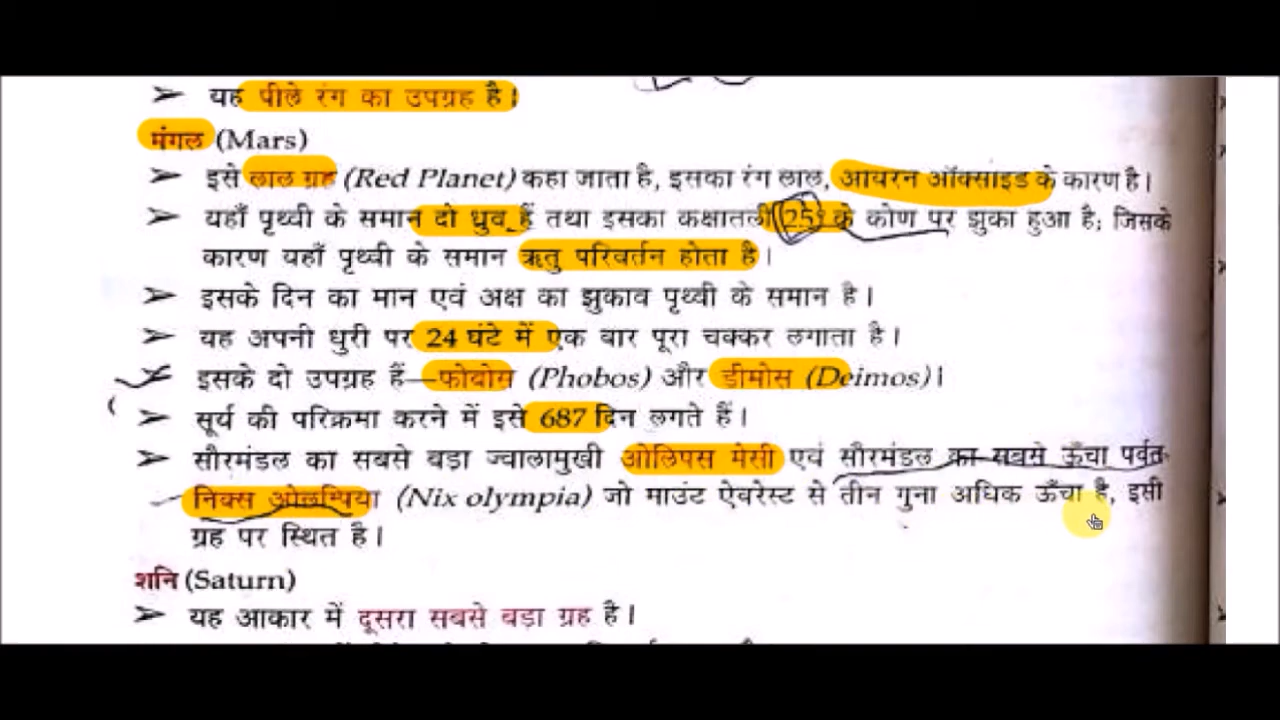 ➤ यह पीले रंग का उपग्रह है।
मंगल (Mars)
➤ इसे लाल ग्रह (Red Planet) कहा जाता है, इसका रंग लाल, आयरन ऑक्साइड के कारण है।
➤ यहाँ पृथ्वी के समान दो ध्रुव हैं तथा इसका कक्षातली 25° के कोण पर झुका हुआ है; जिसके
कारण यहाँ पृथ्वी के समान ऋतु परिवर्तन होता है।
➤ इसके दिन का मान एवं अक्ष का झुकाव पृथ्वी के समान है।
➤ यह अपनी धुरी पर 24 घंटे में एक बार पूरा चक्कर लगाता है।
➤ इसके दो उपग्रह हैं—फोबोस (Phobos) और डीमोस (Deimos)।
➤ सूर्य की परिक्रमा करने में इसे 687 दिन लगते हैं।
➤ सौरमंडल का सबसे बड़ा ज्वालामुखी ओलिपस मेसी एवं सौरमंडल का सबसे ऊँचा पर्वत
निक्स ओलम्पिया (Nix olympia) जो माउंट ऐवरेस्ट से तीन गुना अधिक ऊँचा है, इसी
ग्रह पर स्थित है।
शनि (Saturn)
➤ यह आकार में दूसरा सबसे बड़ा ग्रह है।